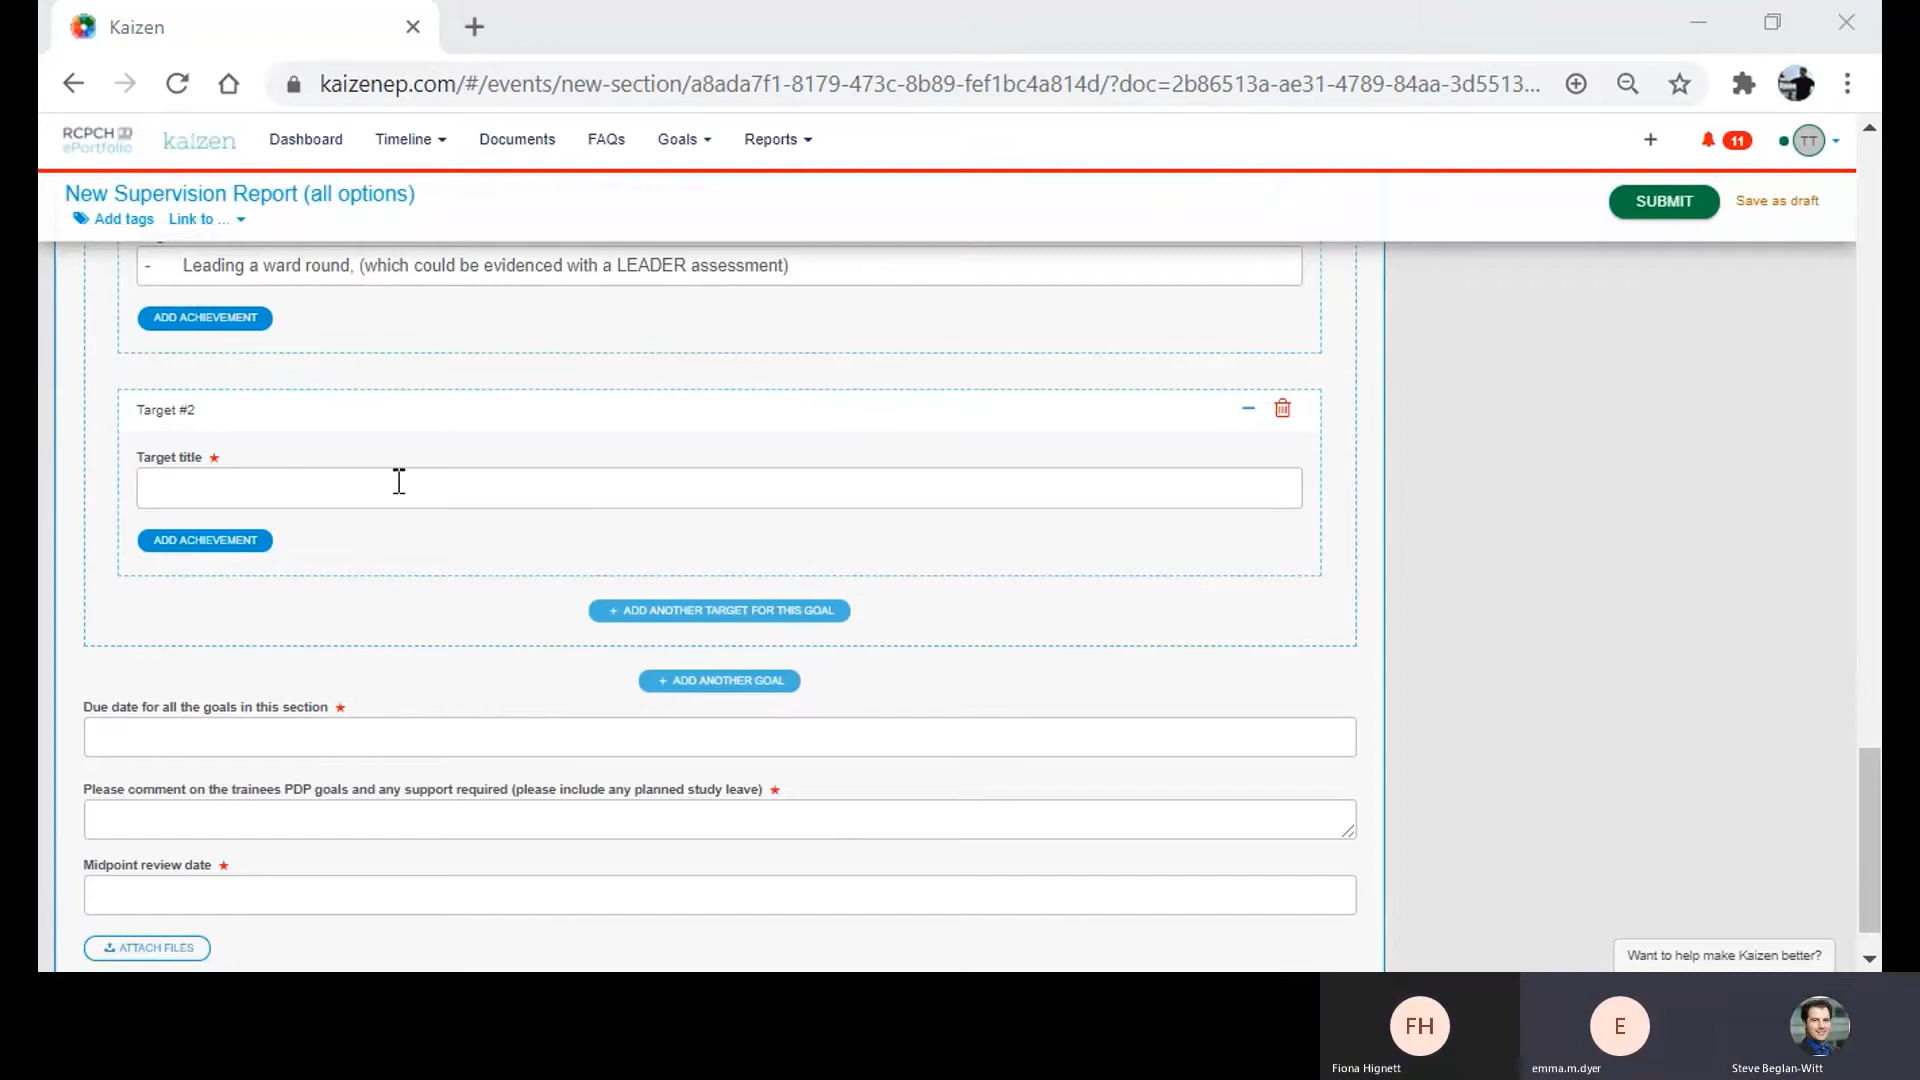 Kaizen
kaizenep.com/#/events/new-section/a8ada7f1-8179-473c-8b89-fef1bc4a814d/?doc=2b86513a-ae31-4789-84aa-3d5513...
RCPCH
ePortfolio
kaizen
Dashboard
Timeline
Documents
FAQs
Goals
Reports
11
TT
New Supervision Report (all options)
Add tags
Link to ...
SUBMIT
Save as draft
- Leading a ward round, (which could be evidenced with a LEADER assessment)
ADD ACHIEVEMENT
Target #2
Target title ★
ADD ACHIEVEMENT
+ ADD ANOTHER TARGET FOR THIS GOAL
+ ADD ANOTHER GOAL
Due date for all the goals in this section ★
Please comment on the trainees PDP goals and any support required (please include any planned study leave) ★
Midpoint review date ★
ATTACH FILES
Want to help make Kaizen better?
FH
E
Fiona Hignett
emma.m.dyer
Steve Beglan-Witt